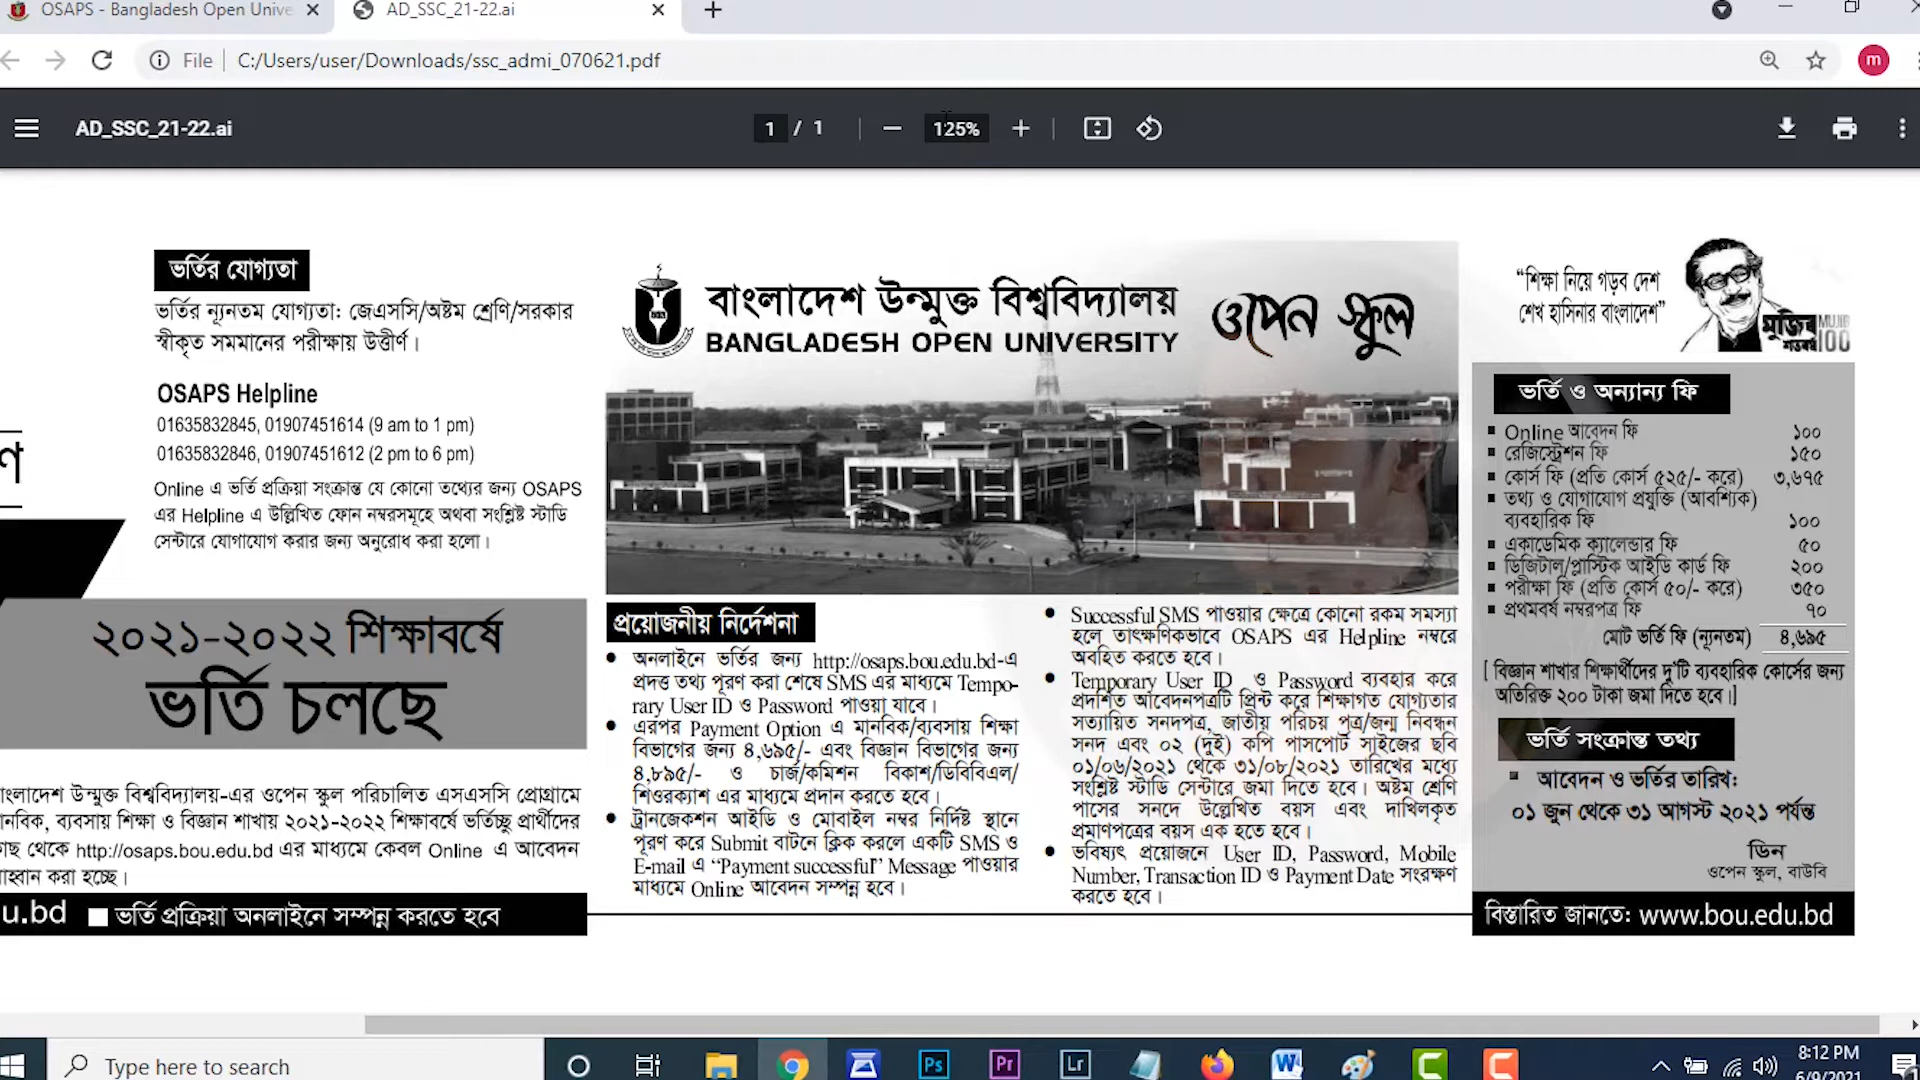 OSAPS - Bangladesh Open Unive
AD_SSC_21-22.ai
File
C:/Users/user/Downloads/ssc_admi_070621.pdf
m
AD_SSC_21-22.ai
1 / 1
125%
ভর্তির যোগ্যতা
ভর্তির ন্যূনতম যোগ্যতা: জেএসসি/অষ্টম শ্রেণি/সরকার
স্বীকৃত সমমানের পরীক্ষায় উত্তীর্ণ।
OSAPS Helpline
01635832845, 01907451614 (9 am to 1 pm)
01635832846, 01907451612 (2 pm to 6 pm)
Online এ ভর্তি প্রক্রিয়া সংক্রান্ত যে কোনো তথ্যের জন্য OSAPS
এর Helpline এ উল্লিখিত ফোন নম্বরসমূহে অথবা সংশ্লিষ্ট স্টাডি
সেন্টারে যোগাযোগ করার জন্য অনুরোধ করা হলো।
২০২১-২০২২ শিক্ষাবর্ষে
ভর্তি চলছে
বাংলাদেশ উন্মুক্ত বিশ্ববিদ্যালয়-এর ওপেন স্কুল পরিচালিত এসএসসি প্রোগ্রামে
মানবিক, ব্যবসায় শিক্ষা ও বিজ্ঞান শাখায় ২০২১-২০২২ শিক্ষাবর্ষে ভর্তিচ্ছু প্রার্থীদের
কাছ থেকে http://osaps.bou.edu.bd এর মাধ্যমে কেবল Online এ আবেদন
আহ্বান করা হচ্ছে।
u.bd ■ ভর্তি প্রক্রিয়া অনলাইনে সম্পন্ন করতে হবে
বাংলাদেশ উন্মুক্ত বিশ্ববিদ্যালয়
BANGLADESH OPEN UNIVERSITY
ওপেন স্কুল
প্রয়োজনীয় নির্দেশনা
• অনলাইনে ভর্তির জন্য http://osaps.bou.edu.bd-এ
প্রদত্ত তথ্য পূরণ করা শেষে SMS এর মাধ্যমে Tempo-
rary User ID ও Password পাওয়া যাবে।
• এরপর Payment Option এ মানবিক/ব্যবসায় শিক্ষা
বিভাগের জন্য ৪,৬৯৫/- এবং বিজ্ঞান বিভাগের জন্য
৪,৮৯৫/- ও চার্জ/কমিশন বিকাশ/ডিবিবিএল/
শিওরক্যাশ এর মাধ্যমে প্রদান করতে হবে।
• ট্রানজেকশন আইডি ও মোবাইল নম্বর নির্দিষ্ট স্থানে
পূরণ করে Submit বাটনে ক্লিক করলে একটি SMS ও
E-mail এ “Payment successful” Message পাওয়ার
মাধ্যমে Online আবেদন সম্পন্ন হবে।
• Successful SMS পাওয়ার ক্ষেত্রে কোনো রকম সমস্যা
হলে তাৎক্ষণিকভাবে OSAPS এর Helpline নম্বরে
অবহিত করতে হবে।
• Temporary User ID ও Password ব্যবহার করে
প্রদর্শিত আবেদনপত্রটি প্রিন্ট করে শিক্ষাগত যোগ্যতার
সত্যায়িত সনদপত্র, জাতীয় পরিচয় পত্র/জন্ম নিবন্ধন
সনদ এবং ০২ (দুই) কপি পাসপোর্ট সাইজের ছবি
০১/০৬/২০২১ থেকে ৩১/০৮/২০২১ তারিখের মধ্যে
সংশ্লিষ্ট স্টাডি সেন্টারে জমা দিতে হবে। অষ্টম শ্রেণি
পাসের সনদে উল্লেখিত বয়স এবং দাখিলকৃত
প্রমাণপত্রের বয়স এক হতে হবে।
• ভবিষ্যৎ প্রয়োজনে User ID, Password, Mobile
Number, Transaction ID ও Payment Date সংরক্ষণ
করতে হবে।
“শিক্ষা নিয়ে গড়ব দেশ
শেখ হাসিনার বাংলাদেশ”
মুজিব MUJIB
শতবর্ষ 100
ভর্তি ও অন্যান্য ফি
▪ Online আবেদন ফি ১০০
▪ রেজিস্ট্রেশন ফি ১৫০
▪ কোর্স ফি (প্রতি কোর্স ৫২৫/- করে) ৩,৬৭৫
▪ তথ্য ও যোগাযোগ প্রযুক্তি (আবশ্যিক)
ব্যবহারিক ফি ১০০
▪ একাডেমিক ক্যালেন্ডার ফি ৫০
▪ ডিজিটাল/প্লাস্টিক আইডি কার্ড ফি ২০০
▪ পরীক্ষা ফি (প্রতি কোর্স ৫০/- করে) ৩৫০
▪ প্রথমবর্ষ নম্বরপত্র ফি ৭০
মোট ভর্তি ফি (ন্যূনতম) ৪,৬৯৫
[ বিজ্ঞান শাখার শিক্ষার্থীদের দু'টি ব্যবহারিক কোর্সের জন্য
অতিরিক্ত ২০০ টাকা জমা দিতে হবে।]
ভর্তি সংক্রান্ত তথ্য
▪ আবেদন ও ভর্তির তারিখ:
০১ জুন থেকে ৩১ আগস্ট ২০২১ পর্যন্ত
ডিন
ওপেন স্কুল, বাউবি
বিস্তারিত জানতে: www.bou.edu.bd
Type here to search
Ps
Pr
Lr
W
8:12 PM
6/9/2021